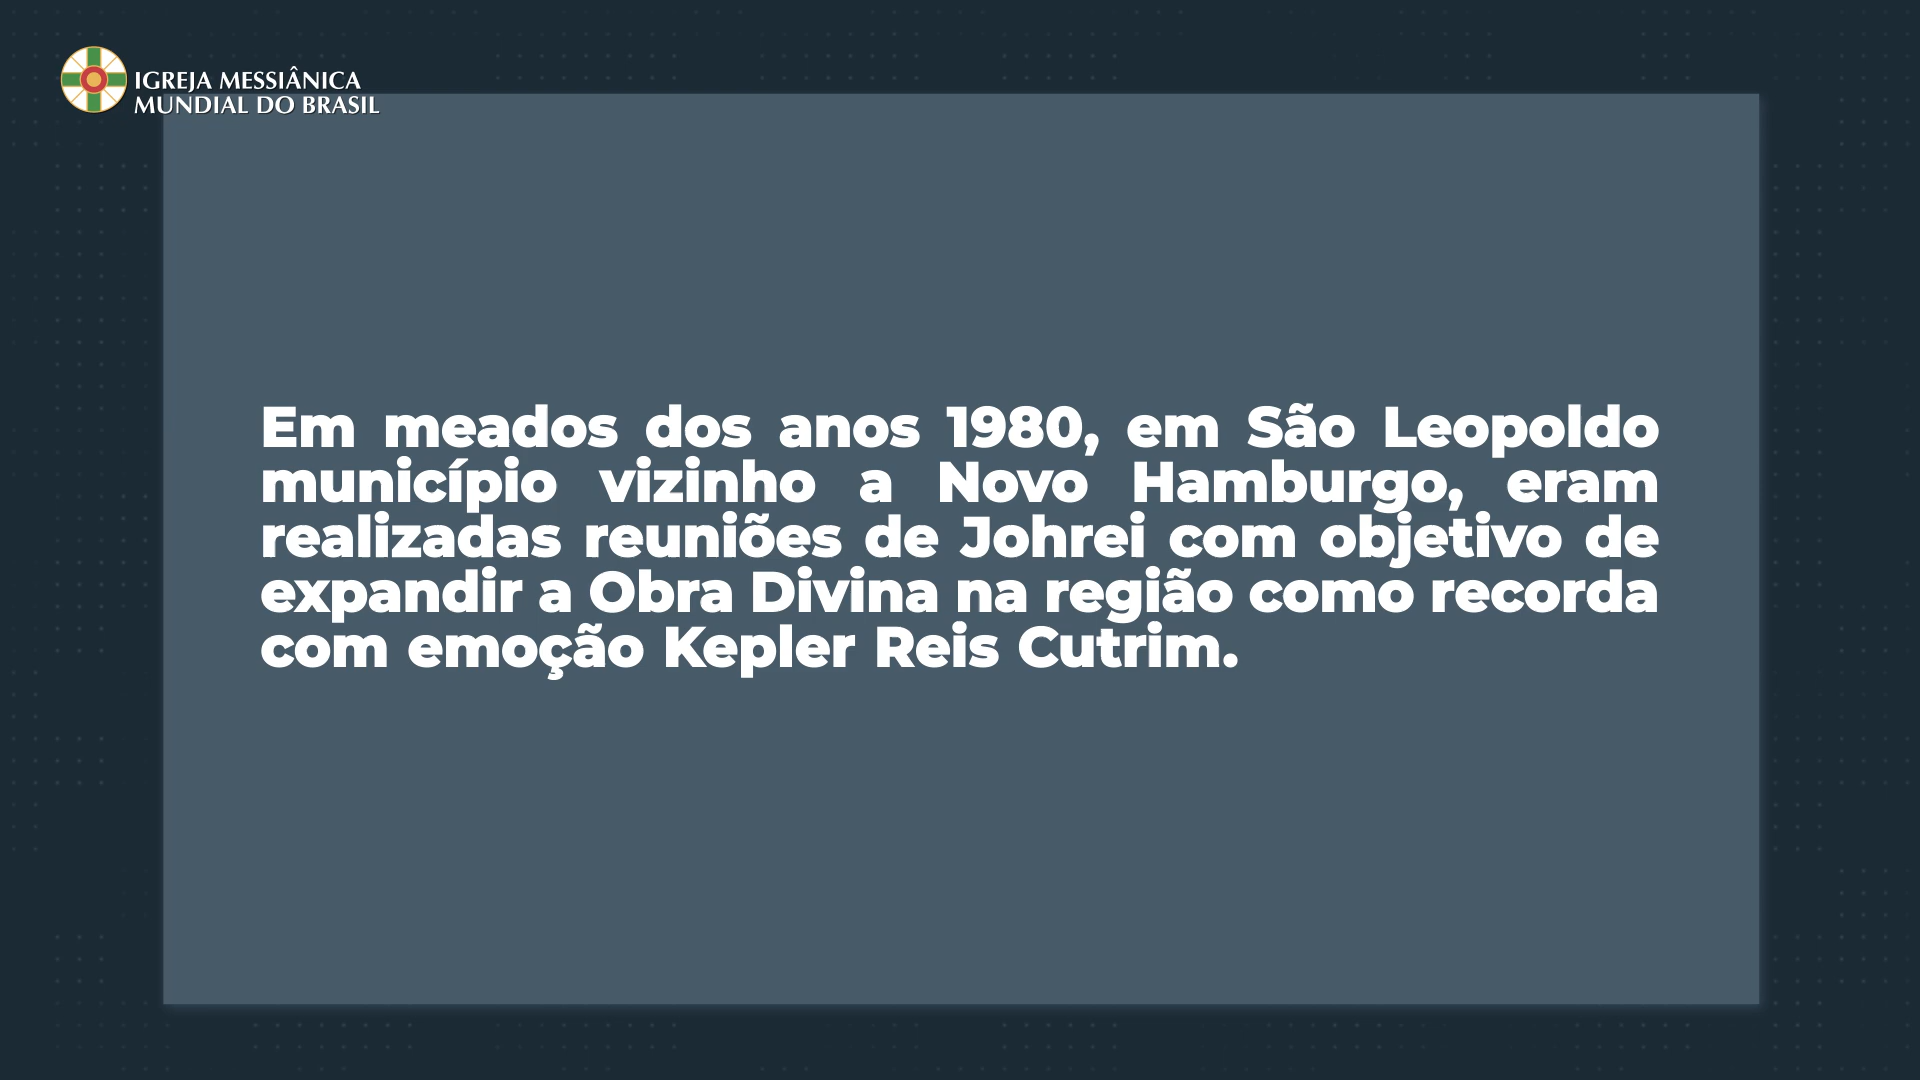 IGREJA MESSIÂNICA
MUNDIAL DO BRASIL
Em meados dos anos 1980, em São Leopoldo
município vizinho a Novo Hamburgo, eram
realizadas reuniões de Johrei com objetivo de
expandir a Obra Divina na região como recorda
com emoção Kepler Reis Cutrim.